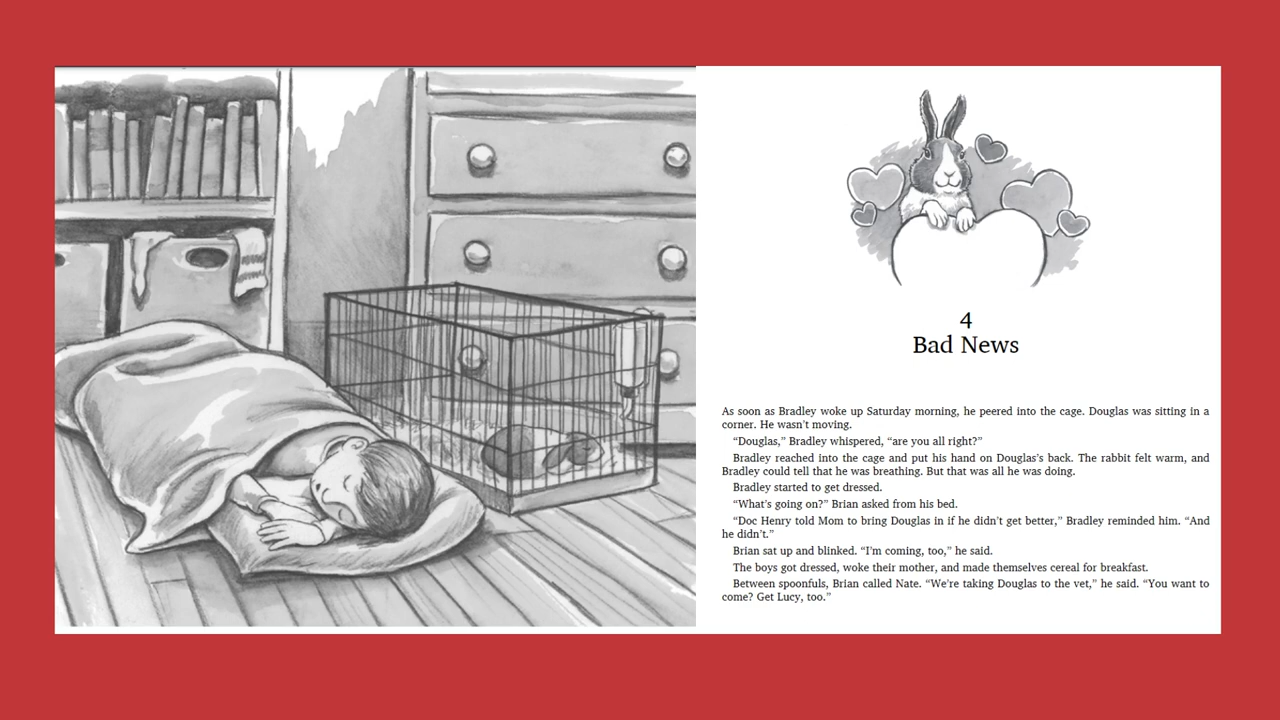 4
Bad News
As soon as Bradley woke up Saturday morning, he peered into the cage. Douglas was sitting in a
corner. He wasn’t moving.
“Douglas,” Bradley whispered, “are you all right?”
Bradley reached into the cage and put his hand on Douglas’s back. The rabbit felt warm, and
Bradley could tell that he was breathing. But that was all he was doing.
Bradley started to get dressed.
“What’s going on?” Brian asked from his bed.
“Doc Henry told Mom to bring Douglas in if he didn’t get better,” Bradley reminded him. “And
he didn’t.”
Brian sat up and blinked. “I’m coming, too,” he said.
The boys got dressed, woke their mother, and made themselves cereal for breakfast.
Between spoonfuls, Brian called Nate. “We’re taking Douglas to the vet,” he said. “You want to
come? Get Lucy, too.”